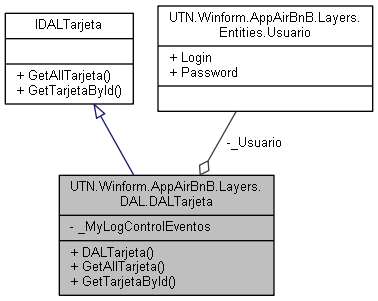 IDALTarjeta
+ GetAllTarjeta()
+ GetTarjetaById()
UTN.Winform.AppAirBnB.Layers.
Entities.Usuario
+ Login
+ Password
-_Usuario
UTN.Winform.AppAirBnB.Layers.
DAL.DALTarjeta
- _MyLogControlEventos
+ DALTarjeta()
+ GetAllTarjeta()
+ GetTarjetaById()